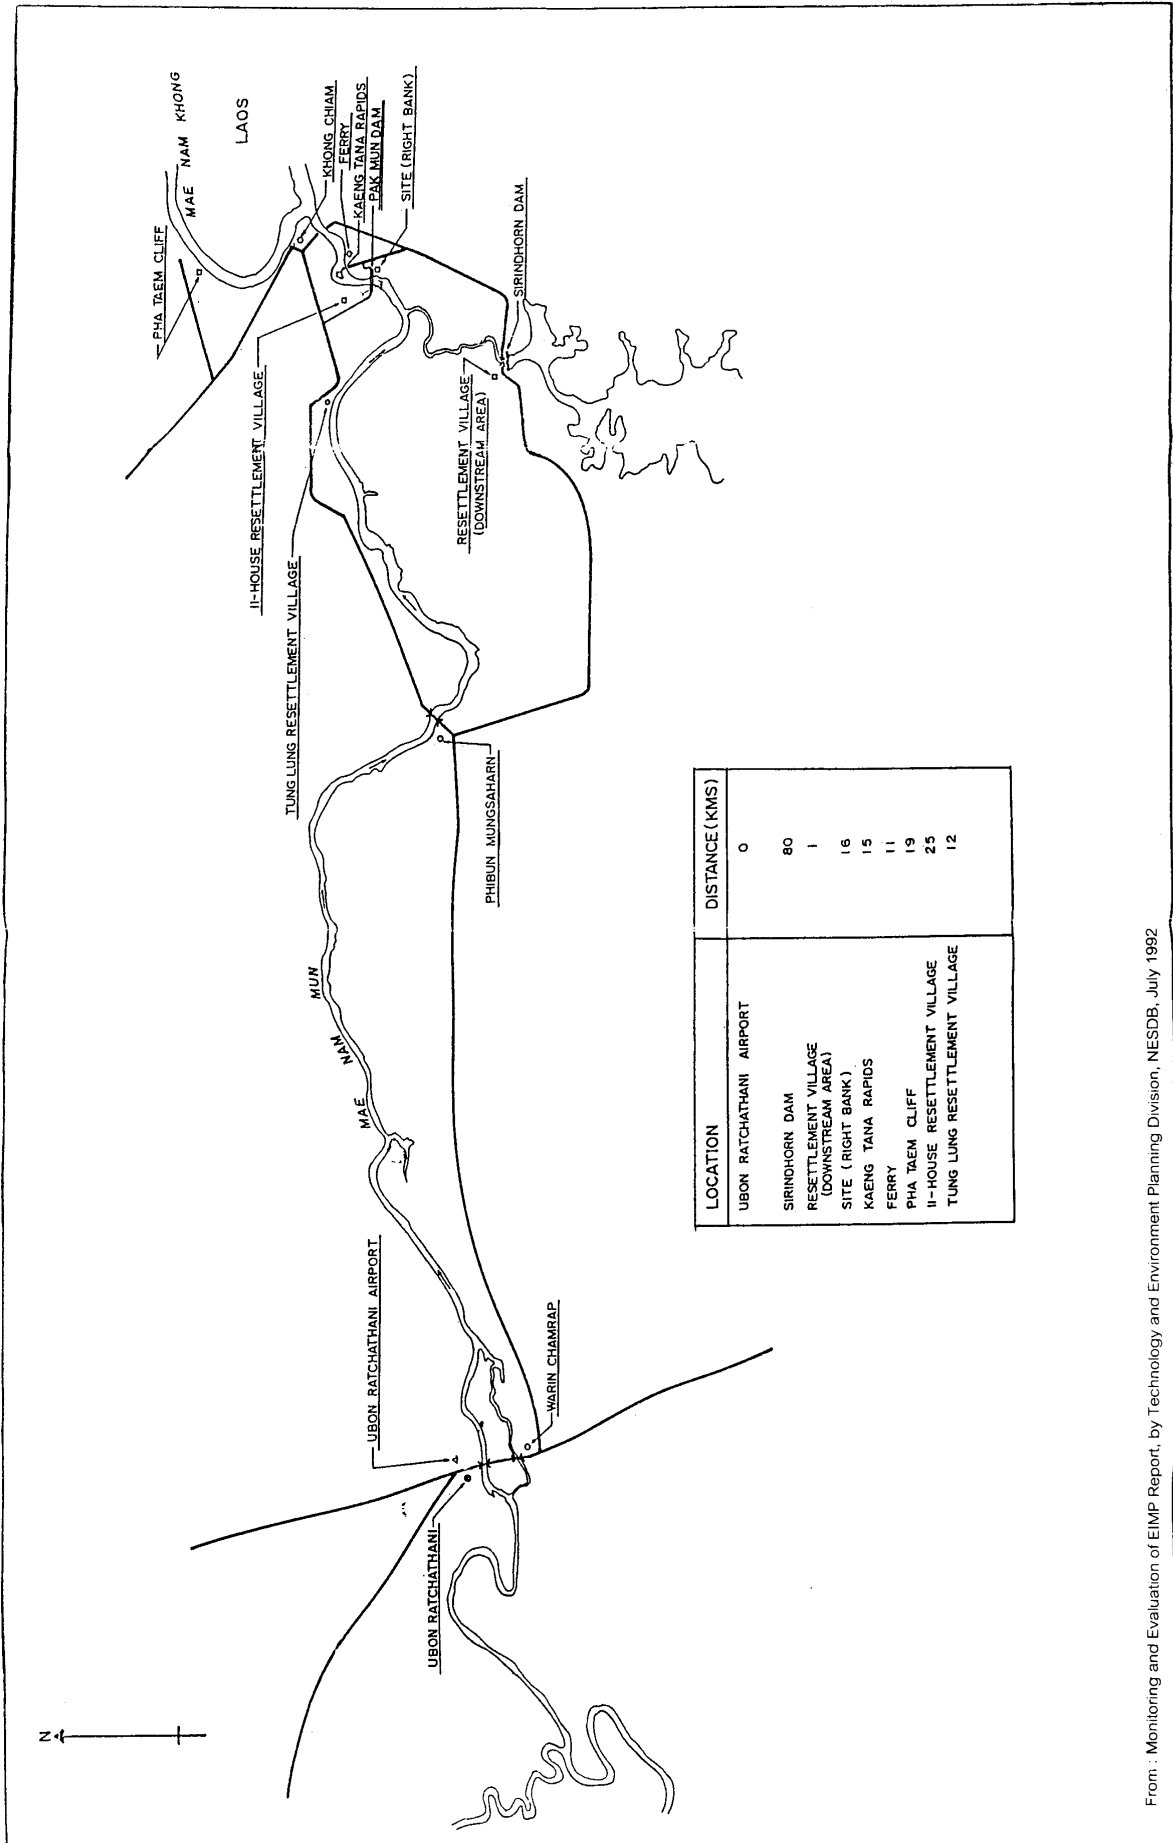 N
PHA TAEM CLIFF
MAE NAM KHONG
LAOS
KHONG CHIAM
FERRY
KAENG TANA RAPIDS
PAK MUN DAM
SITE (RIGHT BANK)
11-HOUSE RESETTLEMENT VILLAGE
TUNG LUNG RESETTLEMENT VILLAGE
SIRINDHORN DAM
RESETTLEMENT VILLAGE
(DOWNSTREAM AREA)
PHIBUN MUNGSAHARN
MAE NAM MUN
UBON RATCHATHANI AIRPORT
UBON RATCHATHANI
WARIN CHAMRAP
LOCATION DISTANCE (KMS)
UBON RATCHATHANI AIRPORT 0
SIRINDHORN DAM 80
RESETTLEMENT VILLAGE 1
(DOWNSTREAM AREA)
SITE (RIGHT BANK) 16
KAENG TANA RAPIDS 15
FERRY 11
PHA TAEM CLIFF 19
11-HOUSE RESETTLEMENT VILLAGE 25
TUNG LUNG RESETTLEMENT VILLAGE 12
From : Monitoring and Evaluation of EIMP Report, by Technology and Environment Planning Division, NESDB, July 1992